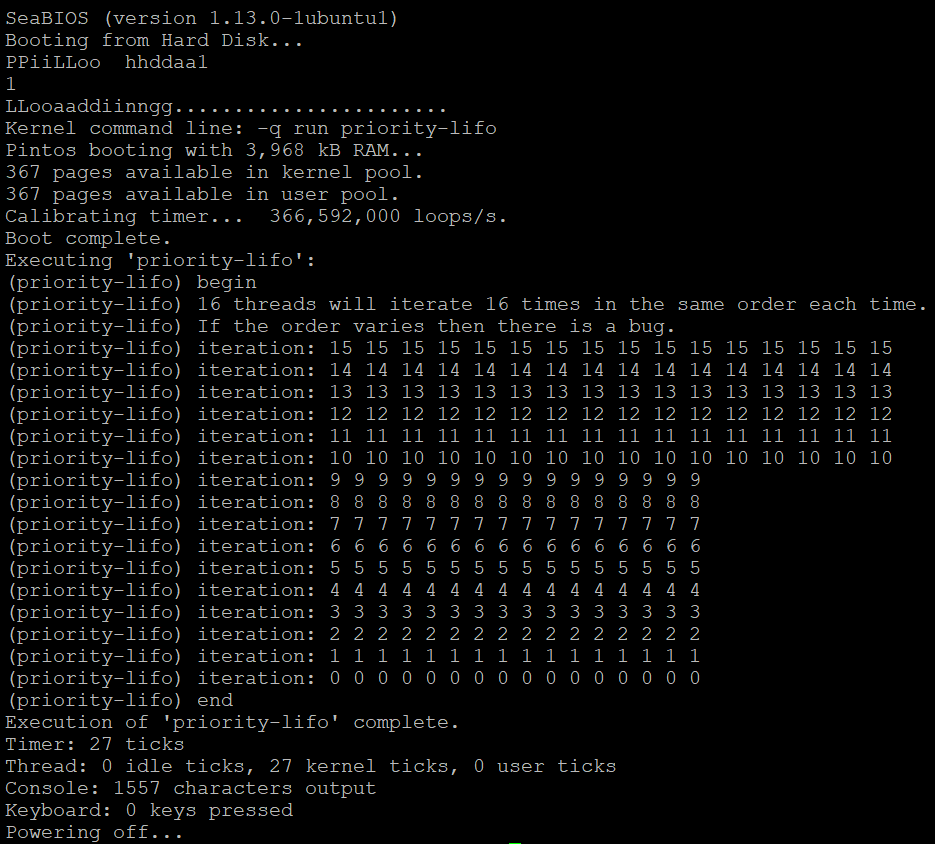 SeaBIOS (version 1.13.0-1ubuntu1)
Booting from Hard Disk...
PPiiLLoo  hhddaa1
1
LLooaaddiinngg.......................
Kernel command line: -q run priority-lifo
Pintos booting with 3,968 kB RAM...
367 pages available in kernel pool.
367 pages available in user pool.
Calibrating timer...  366,592,000 loops/s.
Boot complete.
Executing 'priority-lifo':
(priority-lifo) begin
(priority-lifo) 16 threads will iterate 16 times in the same order each time.
(priority-lifo) If the order varies then there is a bug.
(priority-lifo) iteration: 15 15 15 15 15 15 15 15 15 15 15 15 15 15 15 15
(priority-lifo) iteration: 14 14 14 14 14 14 14 14 14 14 14 14 14 14 14 14
(priority-lifo) iteration: 13 13 13 13 13 13 13 13 13 13 13 13 13 13 13 13
(priority-lifo) iteration: 12 12 12 12 12 12 12 12 12 12 12 12 12 12 12 12
(priority-lifo) iteration: 11 11 11 11 11 11 11 11 11 11 11 11 11 11 11 11
(priority-lifo) iteration: 10 10 10 10 10 10 10 10 10 10 10 10 10 10 10 10
(priority-lifo) iteration: 9 9 9 9 9 9 9 9 9 9 9 9 9 9 9 9
(priority-lifo) iteration: 8 8 8 8 8 8 8 8 8 8 8 8 8 8 8 8
(priority-lifo) iteration: 7 7 7 7 7 7 7 7 7 7 7 7 7 7 7 7
(priority-lifo) iteration: 6 6 6 6 6 6 6 6 6 6 6 6 6 6 6 6
(priority-lifo) iteration: 5 5 5 5 5 5 5 5 5 5 5 5 5 5 5 5
(priority-lifo) iteration: 4 4 4 4 4 4 4 4 4 4 4 4 4 4 4 4
(priority-lifo) iteration: 3 3 3 3 3 3 3 3 3 3 3 3 3 3 3 3
(priority-lifo) iteration: 2 2 2 2 2 2 2 2 2 2 2 2 2 2 2 2
(priority-lifo) iteration: 1 1 1 1 1 1 1 1 1 1 1 1 1 1 1 1
(priority-lifo) iteration: 0 0 0 0 0 0 0 0 0 0 0 0 0 0 0 0
(priority-lifo) end
Execution of 'priority-lifo' complete.
Timer: 27 ticks
Thread: 0 idle ticks, 27 kernel ticks, 0 user ticks
Console: 1557 characters output
Keyboard: 0 keys pressed
Powering off...